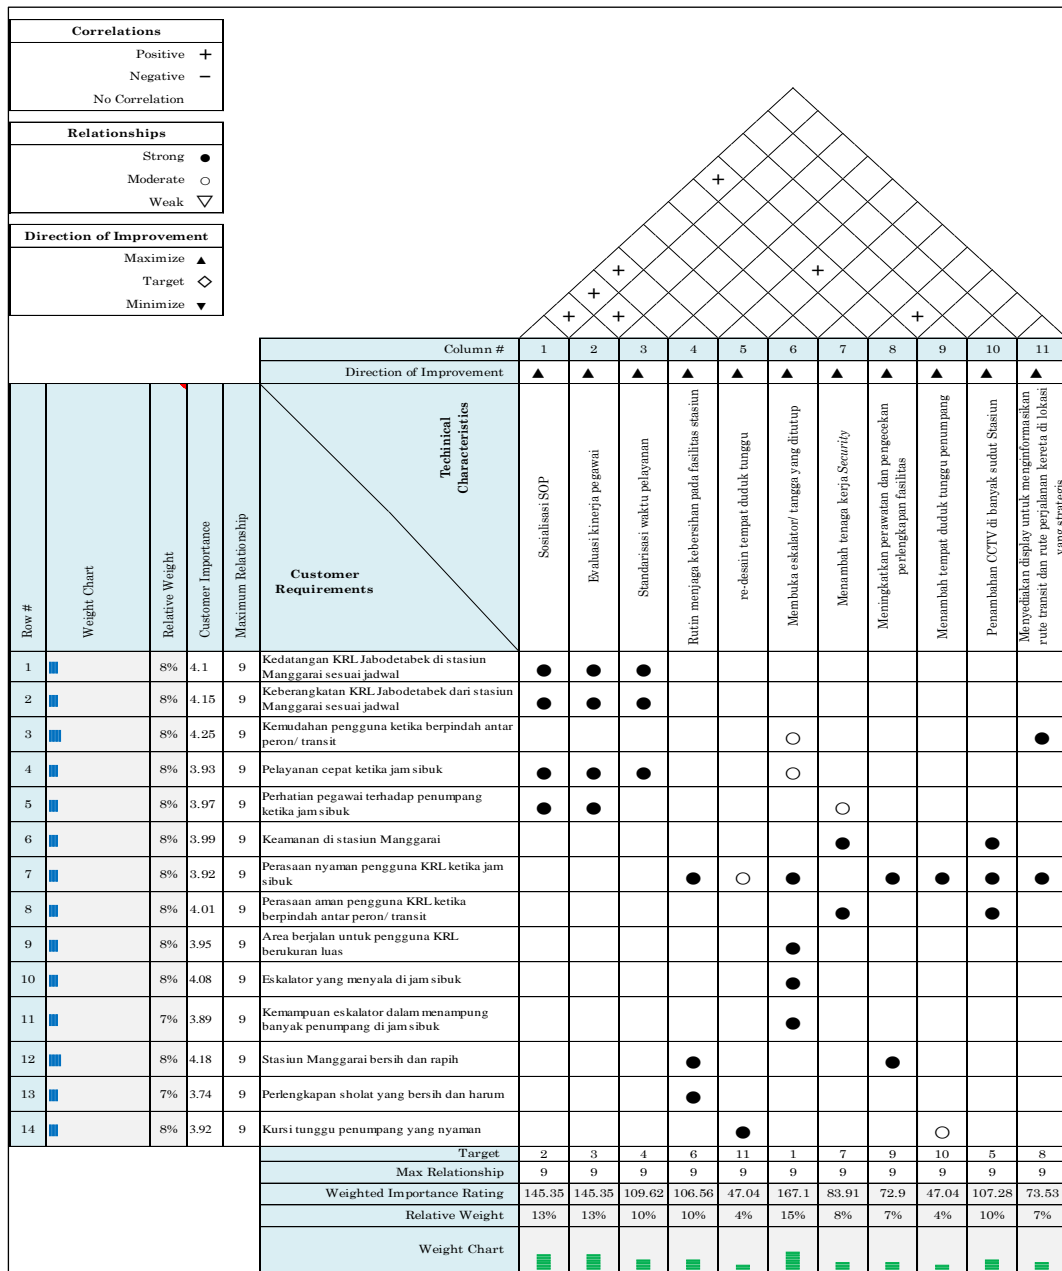 Correlations
Positive +
Negative −
No Correlation
Relationships
Strong ●
Moderate ○
Weak ▽
Direction of Improvement
Maximize ▲
Target ◇
Minimize ▼
+
+ +
+
+ + +
Column # 1 2 3 4 5 6 7 8 9 10 11
Direction of Improvement ▲ ▲ ▲ ▲ ▲ ▲ ▲ ▲ ▲ ▲ ▲
Row #
Weight Chart
Relative Weight
Customer Importance
Maximum Relationship
Techinical
Characteristics
Customer
Requirements
Sosialisasi SOP
Evaluasi kinerja pegawai
Standarisasi waktu pelayanan
Rutin menjaga kebersihan pada fasilitas stasiun
re-desain tempat duduk tunggu
Membuka eskalator/ tangga yang ditutup
Menambah tenaga kerja Security
Meningkatkan perawatan dan pengecekan
perlengkapan fasilitas
Menambah tempat duduk tunggu penumpang
Penambahan CCTV di banyak sudut Stasiun
Menyediakan display untuk menginformasikan
rute transit dan rute perjalanan kereta di lokasi
yang strategis
1 8% 4.1 9 Kedatangan KRL Jabodetabek di stasiun
Manggarai sesuai jadwal ● ● ●
2 8% 4.15 9 Keberangkatan KRL Jabodetabek dari stasiun
Manggarai sesuai jadwal ● ● ●
3 8% 4.25 9 Kemudahan pengguna ketika berpindah antar
peron/ transit ○ ●
4 8% 3.93 9 Pelayanan cepat ketika jam sibuk ● ● ● ○
5 8% 3.97 9 Perhatian pegawai terhadap penumpang
ketika jam sibuk ● ● ○
6 8% 3.99 9 Keamanan di stasiun Manggarai ● ●
7 8% 3.92 9 Perasaan nyaman pengguna KRL ketika jam
sibuk ● ○ ● ● ● ● ●
8 8% 4.01 9 Perasaan aman pengguna KRL ketika
berpindah antar peron/ transit ● ●
9 8% 3.95 9 Area berjalan untuk pengguna KRL
berukuran luas ●
10 8% 4.08 9 Eskalator yang menyala di jam sibuk ●
11 7% 3.89 9 Kemampuan eskalator dalam menampung
banyak penumpang di jam sibuk ●
12 8% 4.18 9 Stasiun Manggarai bersih dan rapih ● ●
13 7% 3.74 9 Perlengkapan sholat yang bersih dan harum ●
14 8% 3.92 9 Kursi tunggu penumpang yang nyaman ● ○
Target 2 3 4 6 11 1 7 9 10 5 8
Max Relationship 9 9 9 9 9 9 9 9 9 9 9
Weighted Importance Rating 145.35 145.35 109.62 106.56 47.04 167.1 83.91 72.9 47.04 107.28 73.53
Relative Weight 13% 13% 10% 10% 4% 15% 8% 7% 4% 10% 7%
Weight Chart